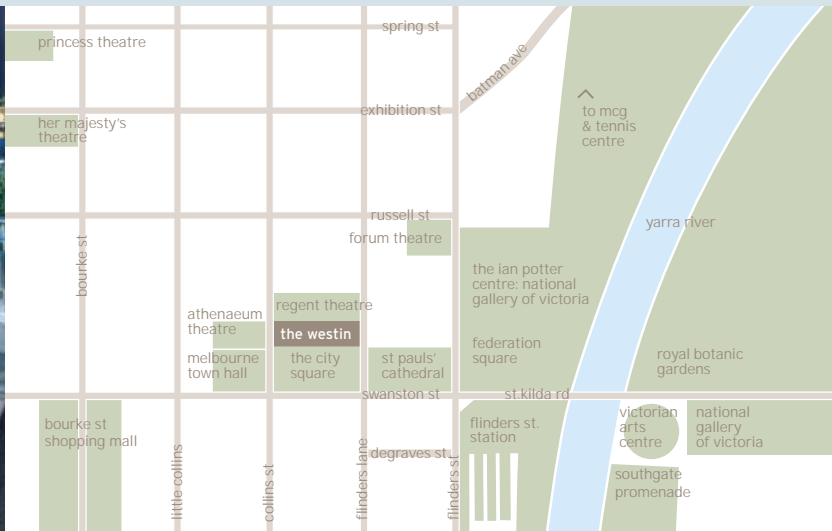 spring st
princess theatre
batman ave
exhibition st
to mcg
& tennis
centre
her majesty's
theatre
russell st
yarra river
forum theatre
bourke st
the ian potter
centre: national
gallery of victoria
regent theatre
athenaeum
theatre
the westin
federation
square
melbourne
town hall
the city
square
st pauls'
cathedral
royal botanic
gardens
swanston st
st.kilda rd
bourke st
shopping mall
flinders st.
station
victorian
arts
centre
national
gallery
of victoria
little collins
collins st
flinders lane
degraves st
flinders st
southgate
promenade